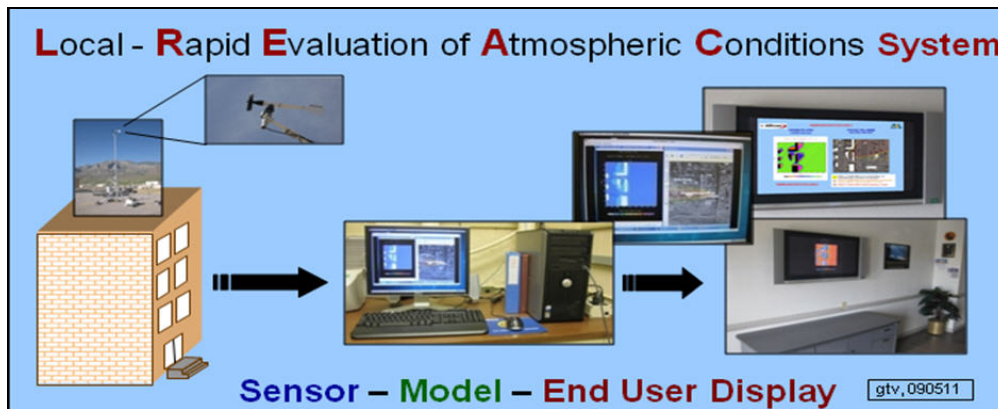 Local - Rapid Evaluation of Atmospheric Conditions System
Sensor – Model – End User Display
gtv,090511